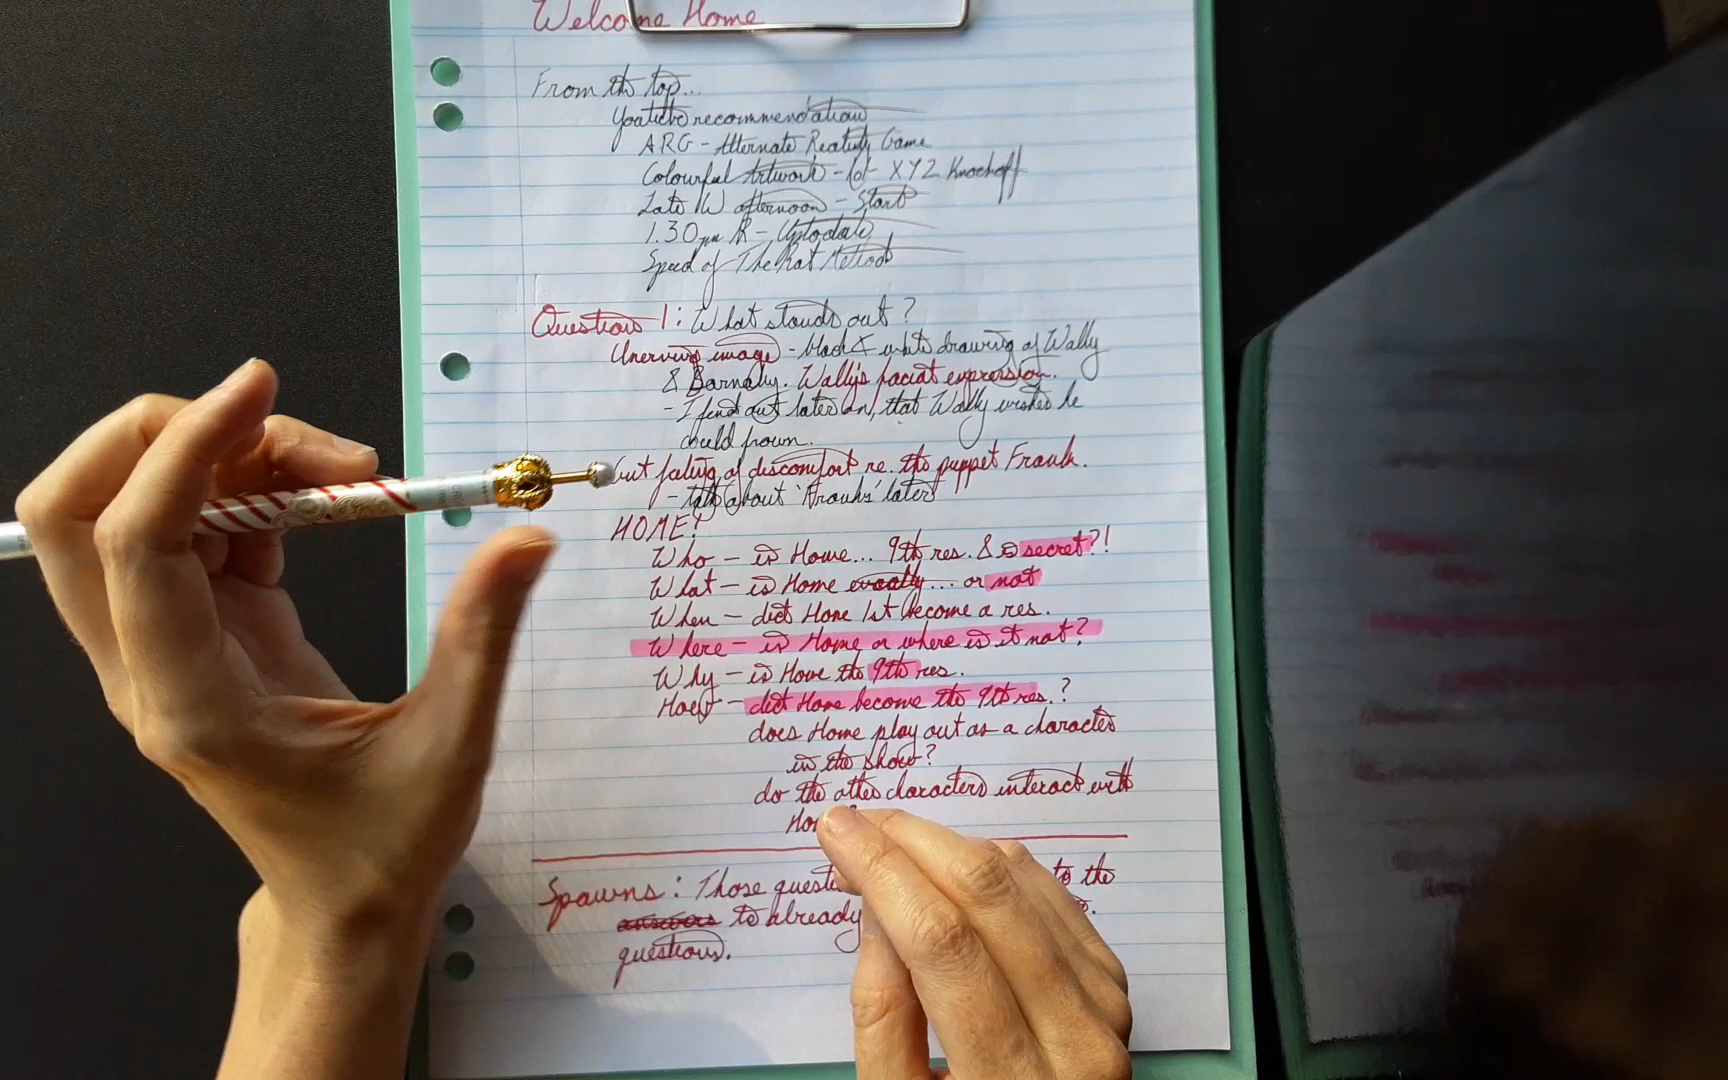 Welcome Home
From the top...
Youtube recommendation
ARG - Alternate Reality Game
Colourful Artwork - lot XYZ Knockoff
Late W afternoon - Start
1.30pm R - Uptodate
Speed of The Rat Method
Question 1: What stands out?
Unerving image - black & white drawing of Wally
& Barnaby. Wally's facial expression.
- I find out later on, that Wally wishes he
could frown.
Gut feeling of discomfort re. the puppet Frank.
- talk about 'Franks' later
HOME?
Who - is Home... 9th res. & is secret?!
What - is Home exactly... or not
When - did Home 1st become a res.
Where - is Home or where is it not?
Why - is Home the 9th res.
How - did Home become the 9th res.?
does Home play out as a character
in the show?
do the other characters interact with
Spawns: Those to the
answers to already
questions.